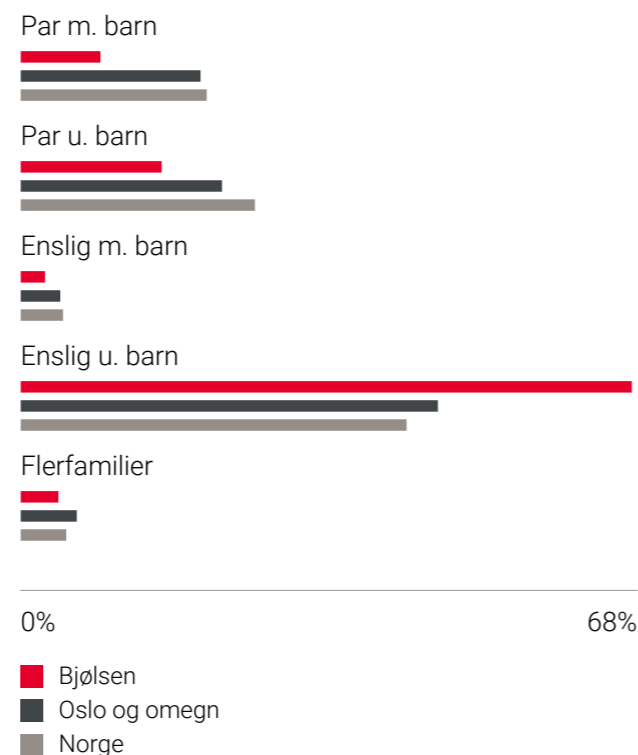 Par m. barn
Par u. barn
Enslig m. barn
Enslig u. barn
Flerfamilier
0% 68%
Bjølsen
Oslo og omegn
Norge